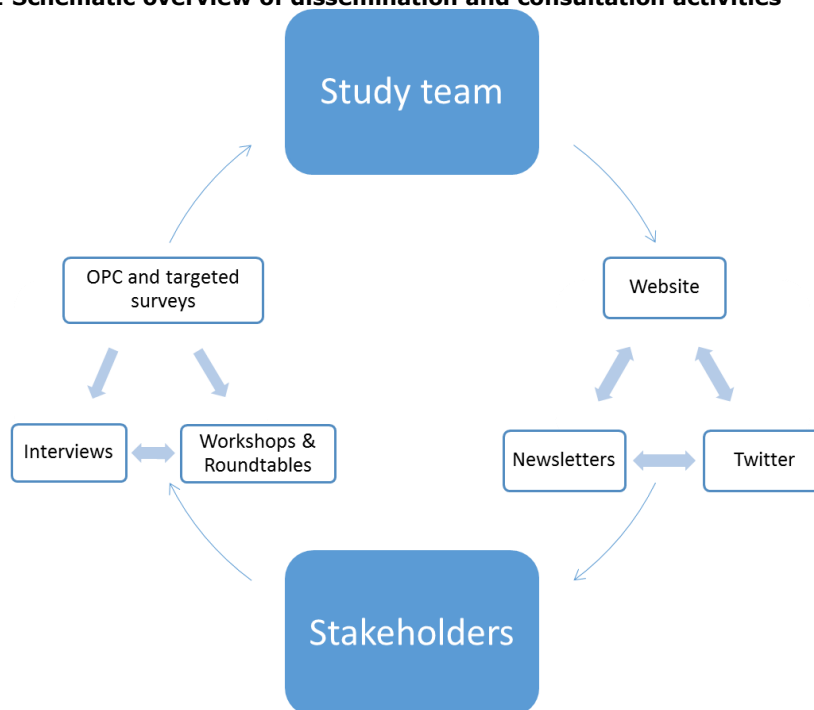 Schematic overview of dissemination and consultation activities
Study team
OPC and targeted
surveys
Website
Interviews
Workshops &
Roundtables
Newsletters
Twitter
Stakeholders